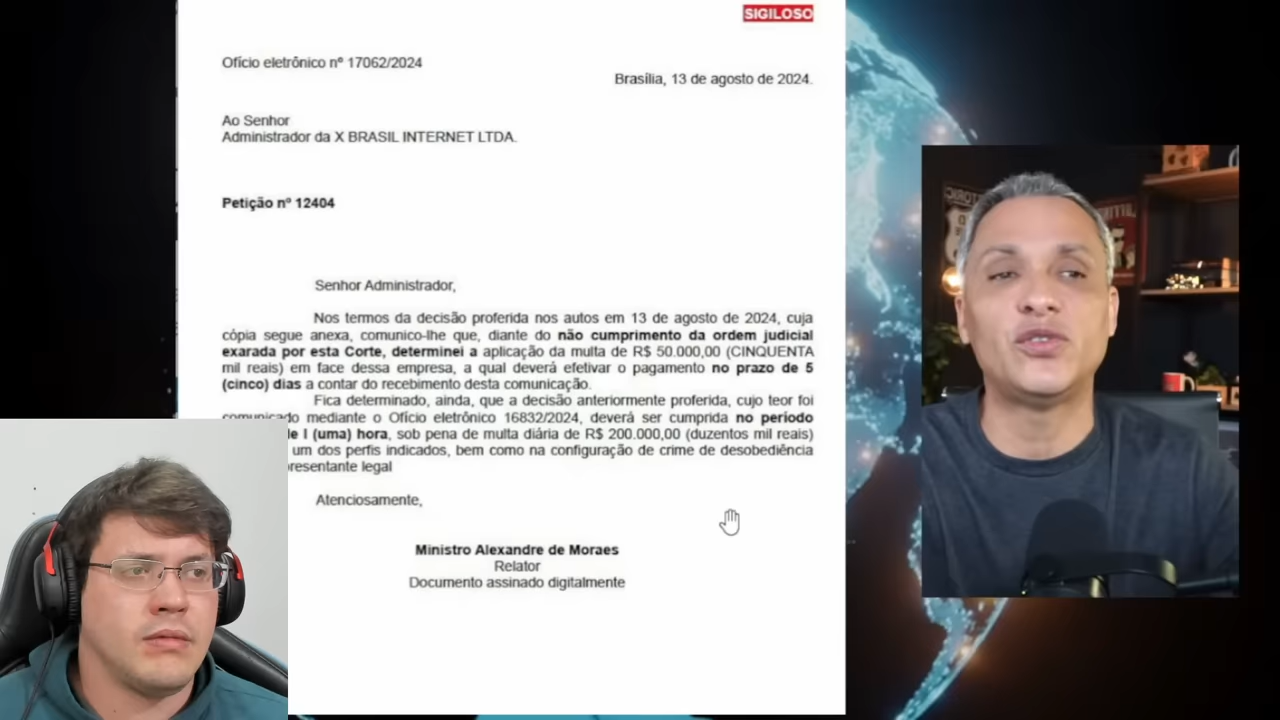 SIGILOSO
Ofício eletrônico nº 17062/2024
Brasília, 13 de agosto de 2024.
Ao Senhor
Administrador da X BRASIL INTERNET LTDA.
Petição nº 12404
Senhor Administrador,
Nos termos da decisão proferida nos autos em 13 de agosto de 2024, cuja
cópia segue anexa, comunico-lhe que, diante do não cumprimento da ordem judicial
exarada por esta Corte, determinei a aplicação da multa de R$ 50.000,00 (CINQUENTA
mil reais) em face dessa empresa, a qual deverá efetivar o pagamento no prazo de 5
(cinco) dias a contar do recebimento desta comunicação.
Fica determinado, ainda, que a decisão anteriormente proferida, cujo teor foi
comunicado mediante o Ofício eletrônico 16832/2024, deverá ser cumprida no período
de I (uma) hora, sob pena de multa diária de R$ 200.000,00 (duzentos mil reais)
um dos perfis indicados, bem como na configuração de crime de desobediência
presentante legal
Atenciosamente,
Ministro Alexandre de Moraes
Relator
Documento assinado digitalmente